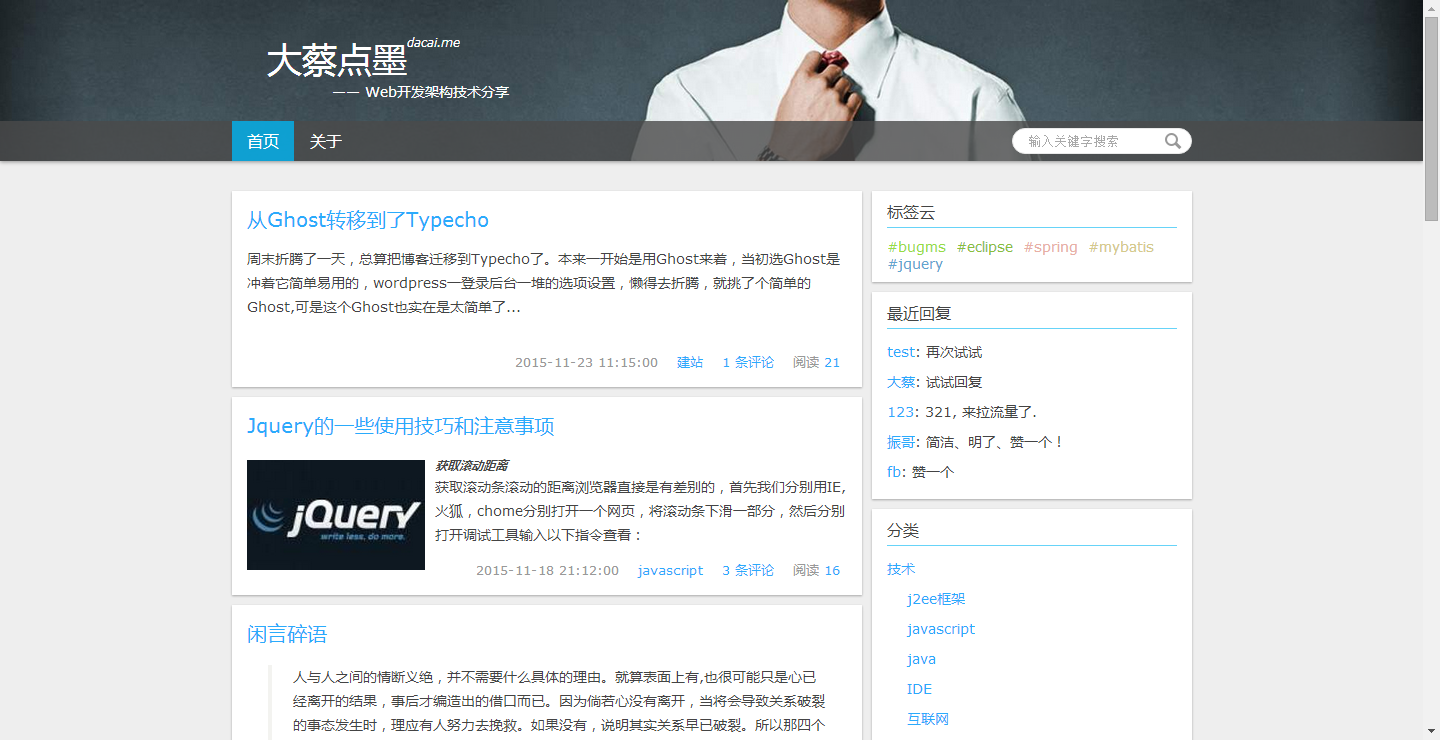 大蔡点墨
dacai.me
—— Web开发架构技术分享
首页 关于
输入关键字搜索
从Ghost转移到了Typecho
周末折腾了一天，总算把博客迁移到Typecho了。本来一开始是用Ghost来着，当初选Ghost是
冲着它简单易用的，wordpress一登录后台一堆的选项设置，懒得去折腾，就挑了个简单的
Ghost,可是这个Ghost也实在是太简单了...
2015-11-23 11:15:00 建站 1 条评论 阅读 21
Jquery的一些使用技巧和注意事项
jQuery
write less, do more.
获取滚动距离
获取滚动条滚动的距离浏览器直接是有差别的，首先我们分别用IE,
火狐，chome分别打开一个网页，将滚动条下滑一部分，然后分别
打开调试工具输入以下指令查看：
2015-11-18 21:12:00 javascript 3 条评论 阅读 16
闲言碎语
人与人之间的情断义绝，并不需要什么具体的理由。就算表面上有,也很可能只是心已
经离开的结果，事后才编造出的借口而已。因为倘若心没有离开，当将会导致关系破裂
的事态发生时，理应有人努力去挽救。如果没有，说明其实关系早已破裂。所以那四个
标签云
#bugms #eclipse #spring #mybatis
#jquery
最近回复
test: 再次试试
大蔡: 试试回复
123: 321, 来拉流量了.
振哥: 简洁、明了、赞一个！
fb: 赞一个
分类
技术
j2ee框架
javascript
java
IDE
互联网